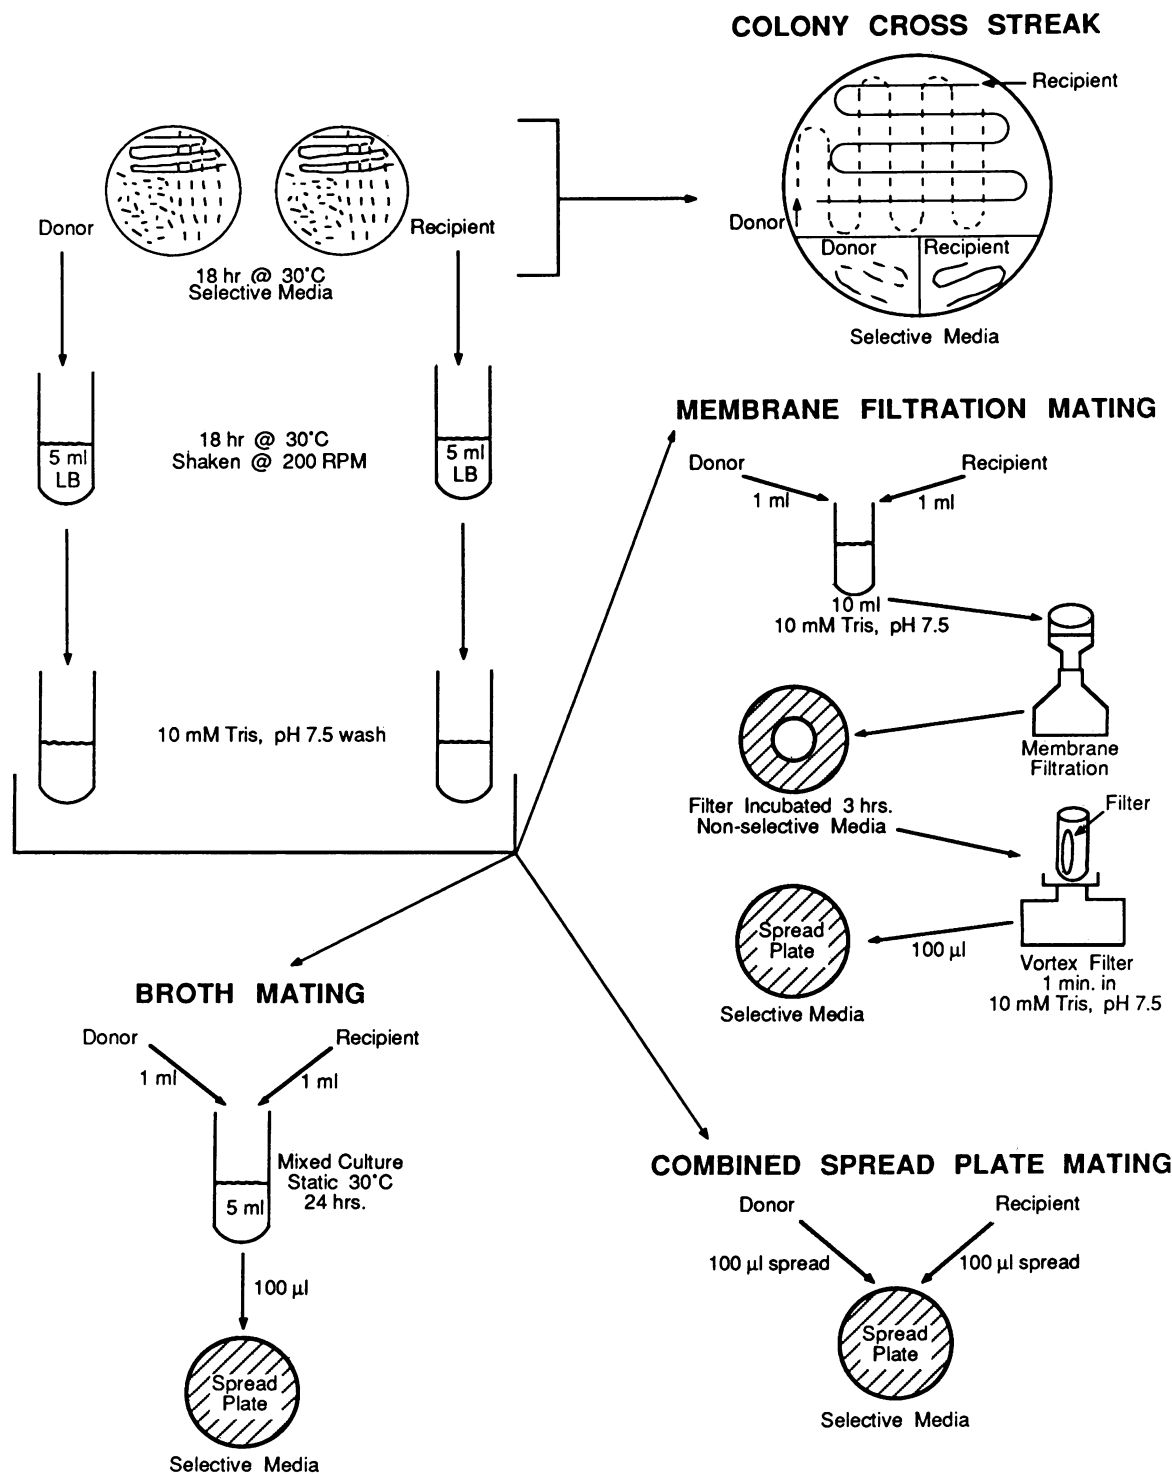 COLONY CROSS STREAK
Recipient
Donor
Donor
Recipient
Selective Media
Donor
Recipient
18 hr @ 30°C
Selective Media
5 ml
LB
18 hr @ 30°C
Shaken @ 200 RPM
5 ml
LB
10 mM Tris, pH 7.5 wash
MEMBRANE FILTRATION MATING
Donor
Recipient
1 ml
1 ml
10 ml
10 mM Tris, pH 7.5
Membrane
Filtration
Filter Incubated 3 hrs.
Non-selective Media
Filter
Vortex Filter
1 min. in
10 mM Tris, pH 7.5
100 µl
Spread
Plate
Selective Media
BROTH MATING
Donor
Recipient
1 ml
1 ml
Mixed Culture
Static 30°C
24 hrs.
5 ml
100 µl
Spread
Plate
Selective Media
COMBINED SPREAD PLATE MATING
Donor
Recipient
100 µl spread
100 µl spread
Spread
Plate
Selective Media